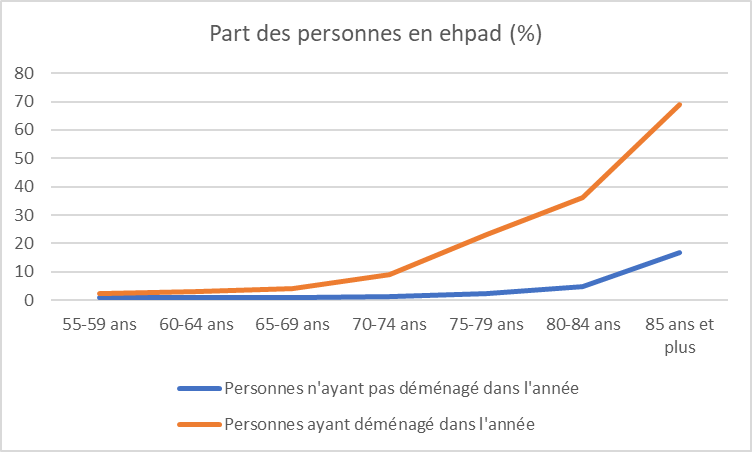 Part des personnes en ehpad (%)
80
70
60
50
40
30
20
10
0
55-59 ans 60-64 ans 65-69 ans 70-74 ans 75-79 ans 80-84 ans 85 ans et
plus
Personnes n'ayant pas déménagé dans l'année
Personnes ayant déménagé dans l'année